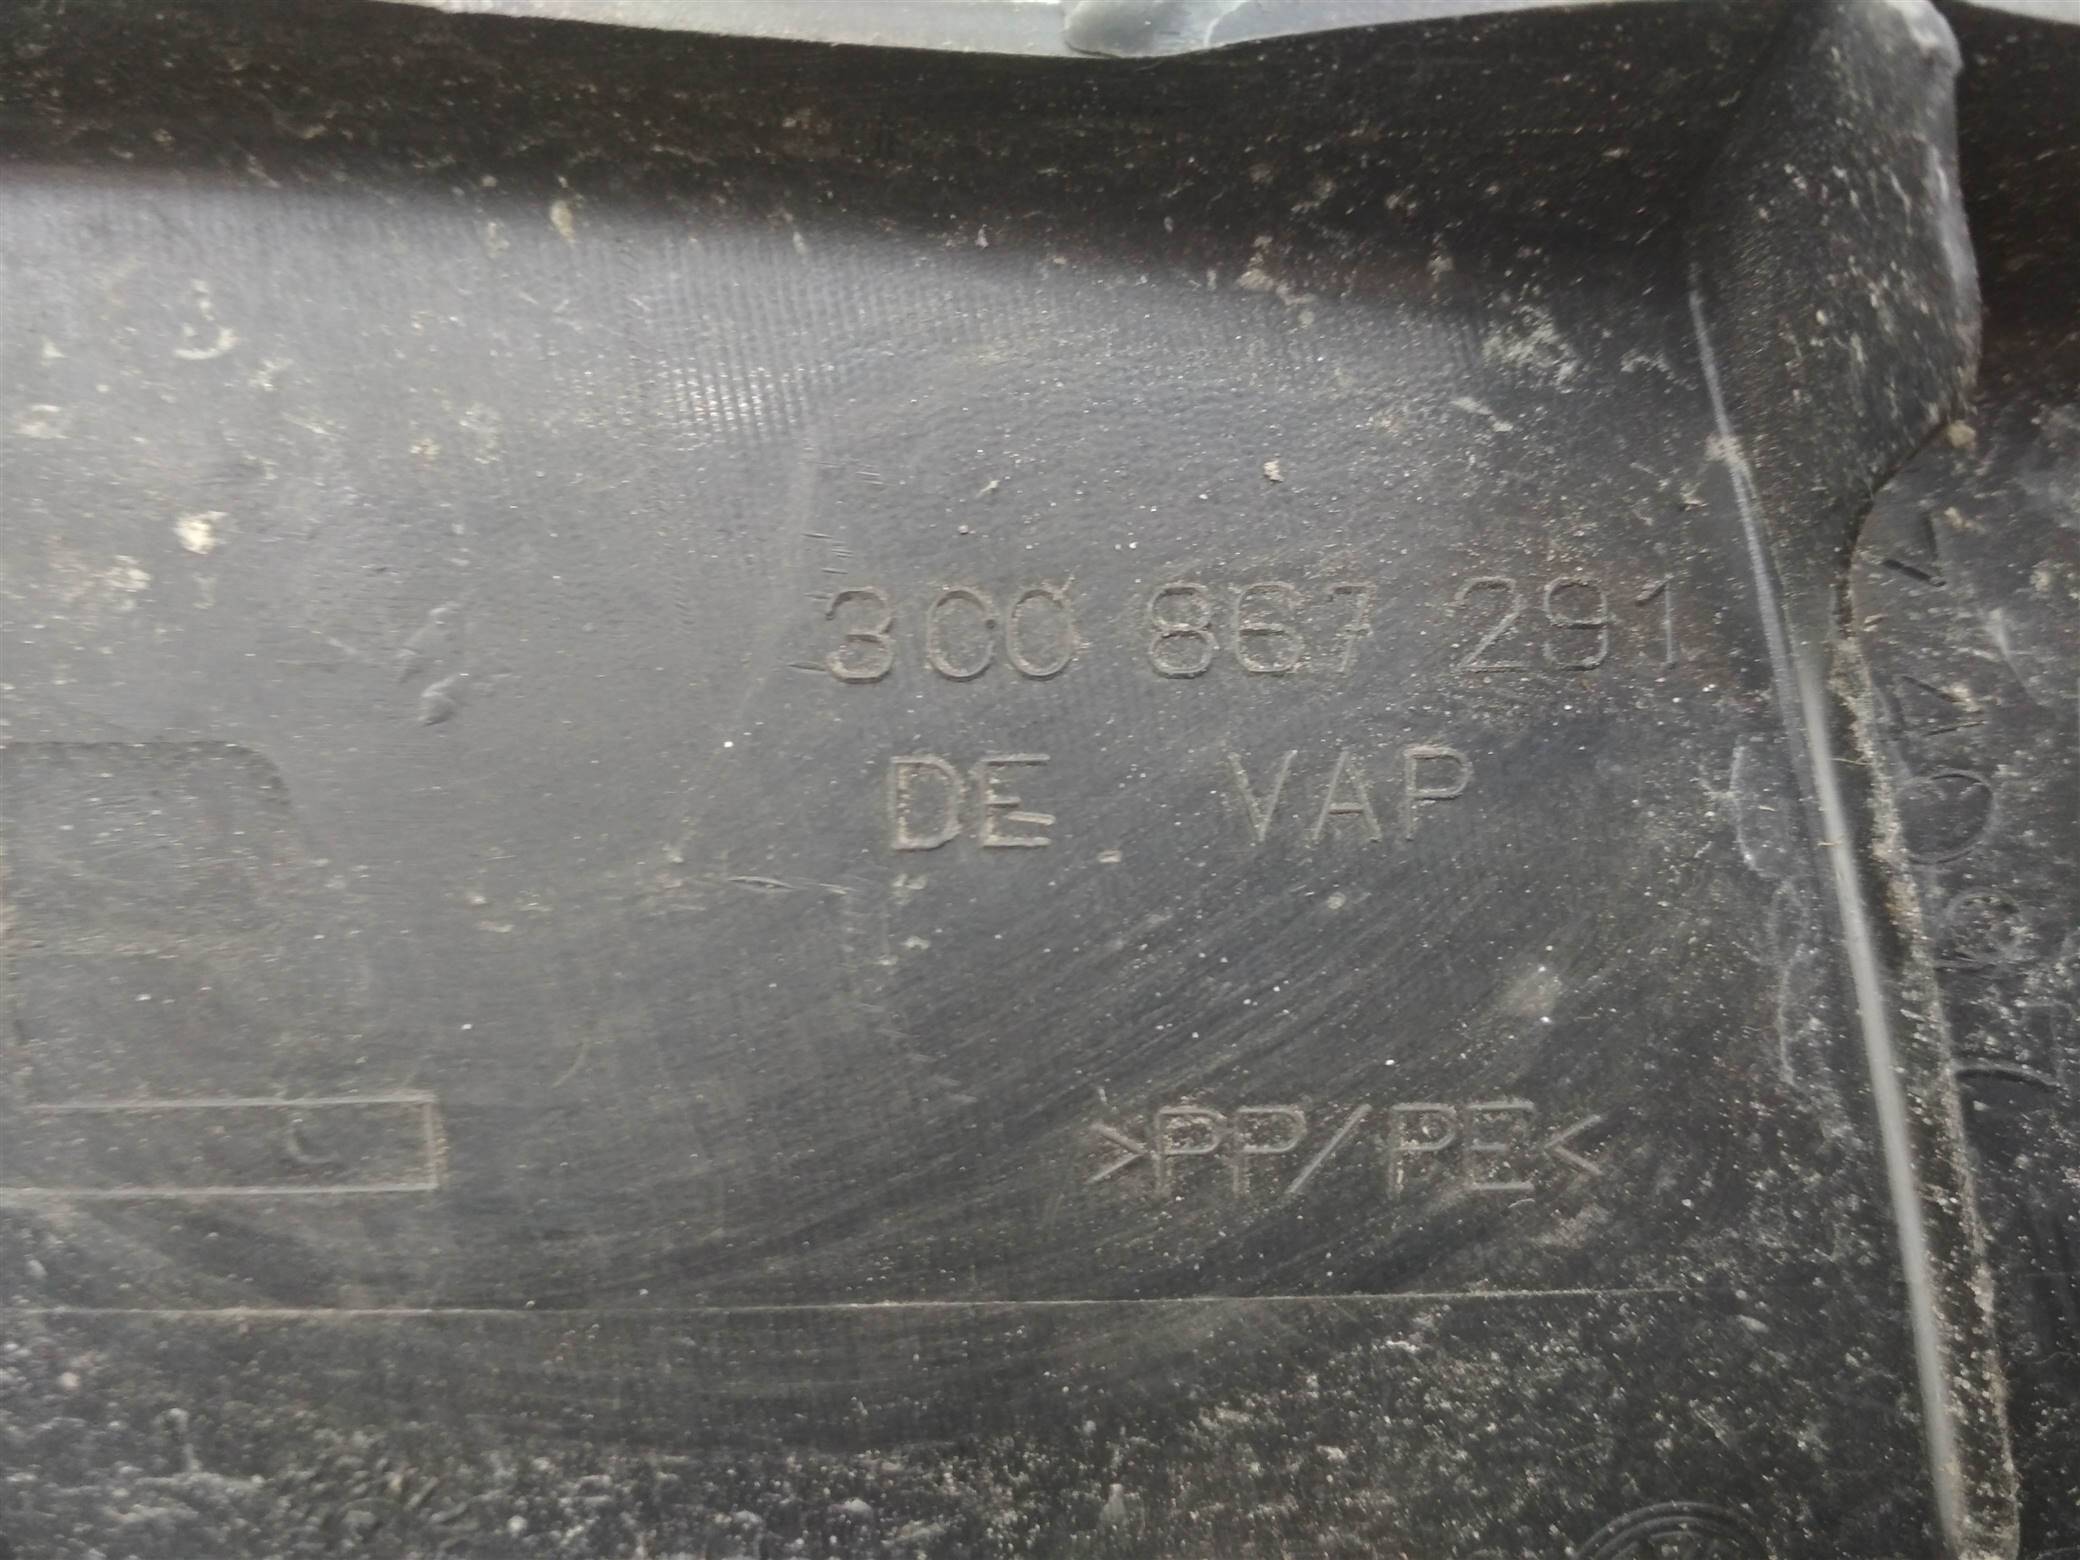 3C0 867 291
DE VAP
>PP/PE<